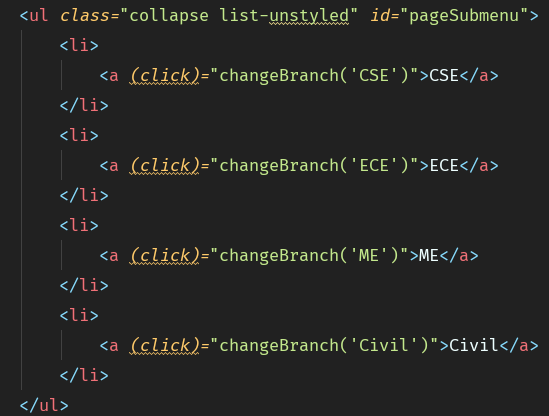 <ul class="collapse list-unstyled" id="pageSubmenu">
<li>
<a (click)="changeBranch('CSE')">CSE</a>
</li>
<li>
<a (click)="changeBranch('ECE')">ECE</a>
</li>
<li>
<a (click)="changeBranch('ME')">ME</a>
</li>
<li>
<a (click)="changeBranch('Civil')">Civil</a>
</li>
</ul>